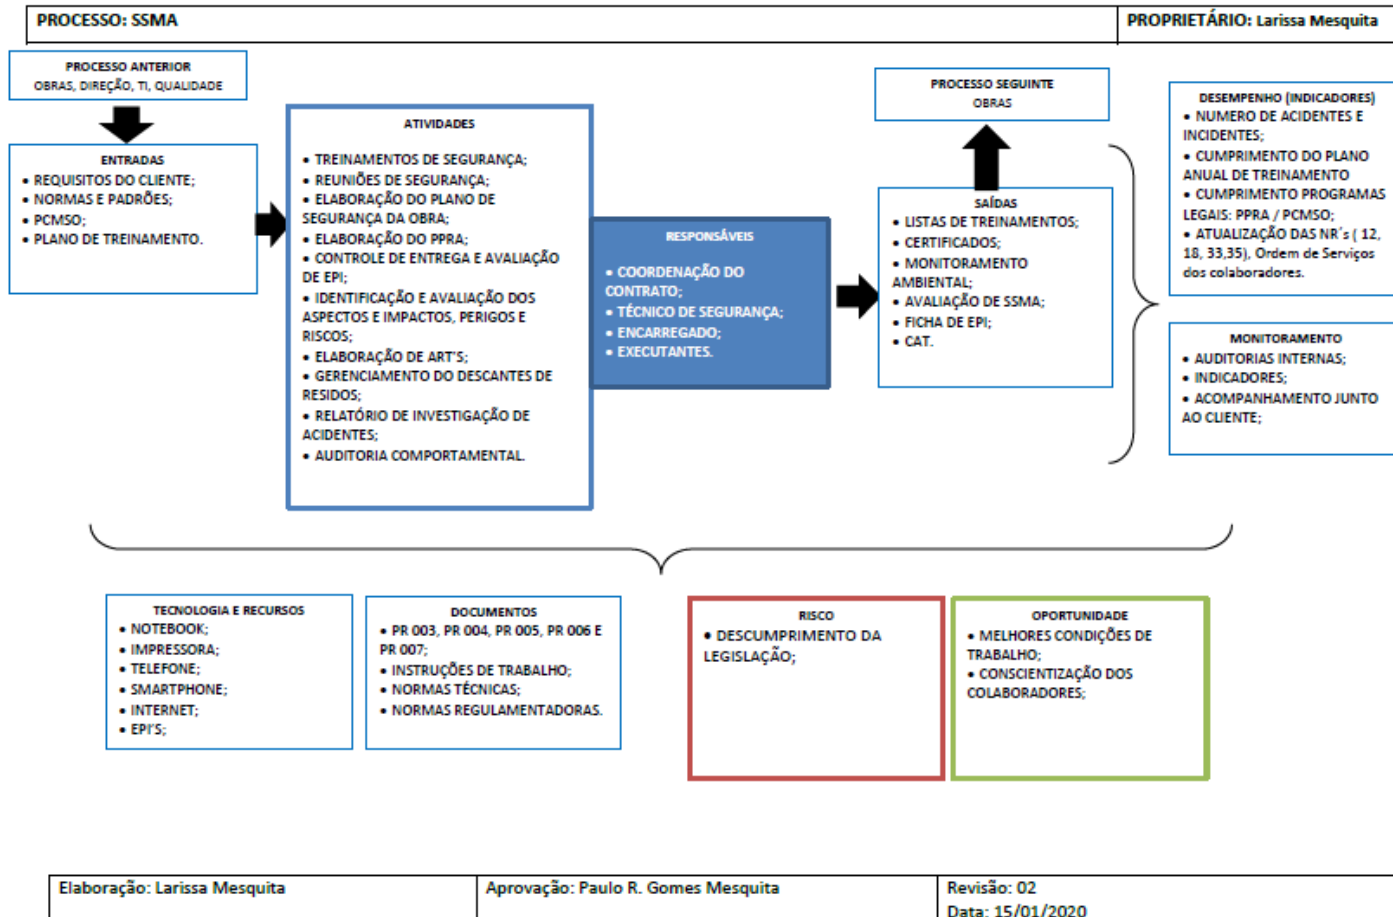 PROCESSO: SSMA
PROPRIETÁRIO: Larissa Mesquita
PROCESSO ANTERIOR
OBRAS, DIREÇÃO, TI, QUALIDADE
ENTRADAS
• REQUISITOS DO CLIENTE;
• NORMAS E PADRÕES;
• PCMSO;
• PLANO DE TREINAMENTO.
ATIVIDADES
• TREINAMENTOS DE SEGURANÇA;
• REUNIÕES DE SEGURANÇA;
• ELABORAÇÃO DO PLANO DE
SEGURANÇA DA OBRA;
• ELABORAÇÃO DO PPRA;
• CONTROLE DE ENTREGA E AVALIAÇÃO
DE EPI;
• IDENTIFICAÇÃO E AVALIAÇÃO DOS
ASPECTOS E IMPACTOS, PERIGOS E
RISCOS;
• ELABORAÇÃO DE ART'S;
• GERENCIAMENTO DO DESCANTES DE
RESIDOS;
• RELATÓRIO DE INVESTIGAÇÃO DE
ACIDENTES;
• AUDITORIA COMPORTAMENTAL.
RESPONSÁVEIS
• COORDENAÇÃO DO
CONTRATO;
• TÉCNICO DE SEGURANÇA;
• ENCARREGADO;
• EXECUTANTES.
PROCESSO SEGUINTE
OBRAS
SAÍDAS
• LISTAS DE TREINAMENTOS;
• CERTIFICADOS;
• MONITORAMENTO
AMBIENTAL;
• AVALIAÇÃO DE SSMA;
• FICHA DE EPI;
• CAT.
DESEMPENHO (INDICADORES)
• NUMERO DE ACIDENTES E
INCIDENTES;
• CUMPRIMENTO DO PLANO
ANUAL DE TREINAMENTO
• CUMPRIMENTO PROGRAMAS
LEGAIS: PPRA / PCMSO;
• ATUALIZAÇÃO DAS NR´s ( 12,
18, 33,35), Ordem de Serviços
dos colaboradores.
MONITORAMENTO
• AUDITORIAS INTERNAS;
• INDICADORES;
• ACOMPANHAMENTO JUNTO
AO CLIENTE;
TECNOLOGIA E RECURSOS
• NOTEBOOK;
• IMPRESSORA;
• TELEFONE;
• SMARTPHONE;
• INTERNET;
• EPI'S;
DOCUMENTOS
• PR 003, PR 004, PR 005, PR 006 E
PR 007;
• INSTRUÇÕES DE TRABALHO;
• NORMAS TÉCNICAS;
• NORMAS REGULAMENTADORAS.
RISCO
• DESCUMPRIMENTO DA
LEGISLAÇÃO;
OPORTUNIDADE
• MELHORES CONDIÇÕES DE
TRABALHO;
• CONSCIENTIZAÇÃO DOS
COLABORADORES;
Elaboração: Larissa Mesquita
Aprovação: Paulo R. Gomes Mesquita
Revisão: 02
Data: 15/01/2020